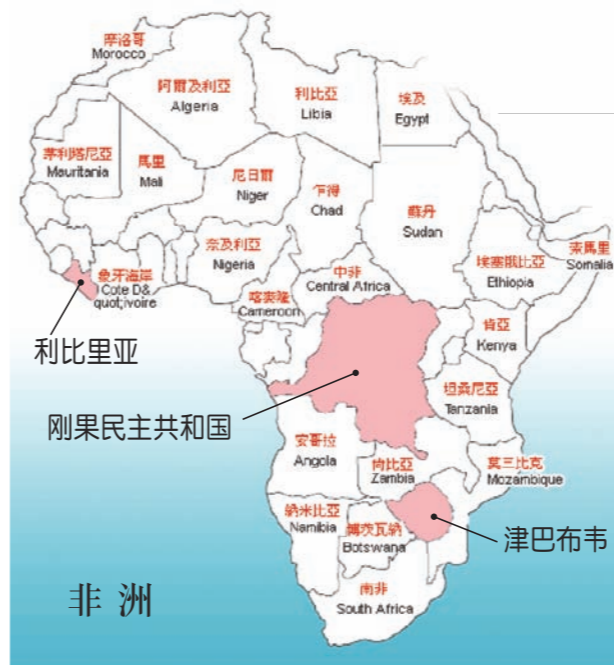 摩洛哥
Morocco
阿爾及利亞
Algeria
利比亞
Libia
埃及
Egypt
茅利塔尼亞
Mauritania
馬里
Mali
尼日爾
Niger
乍得
Chad
蘇丹
Sudan
索馬里
Somalia
奈及利亞
Nigeria
埃塞俄比亞
Ethiopia
象牙海岸
Cote D&
quot;ivoire
中非
Central Africa
喀麥隆
Cameroon
肯亞
Kenya
利比里亚
刚果民主共和国
坦桑尼亞
Tanzania
安哥拉
Angola
尚比亞
Zambia
莫三比克
Mozambique
納米比亞
Namibia
博茨瓦納
Botswana
津巴布韦
南非
South Africa
非洲